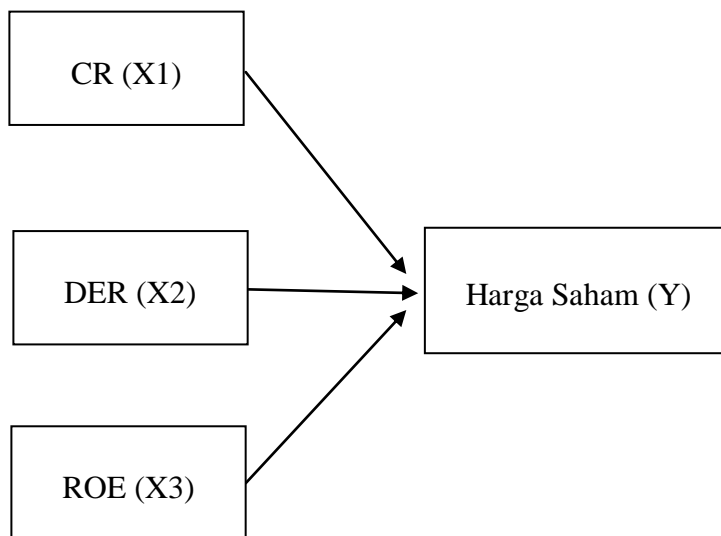 CR (X1)
DER (X2)
Harga Saham (Y)
ROE (X3)